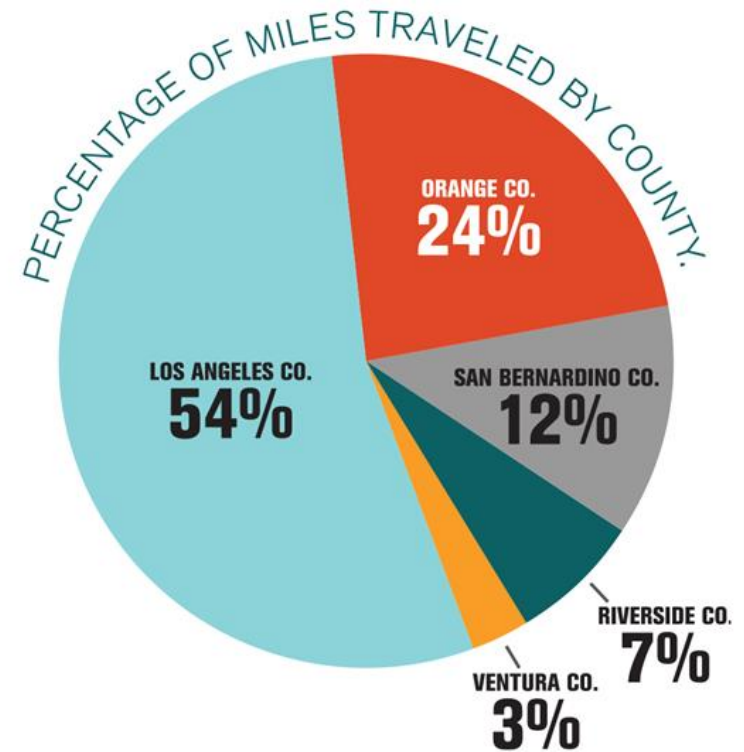 PERCENTAGE OF MILES TRAVELED BY COUNTY.
ORANGE CO.
24%
LOS ANGELES CO.
54%
SAN BERNARDINO CO.
12%
RIVERSIDE CO.
7%
VENTURA CO.
3%